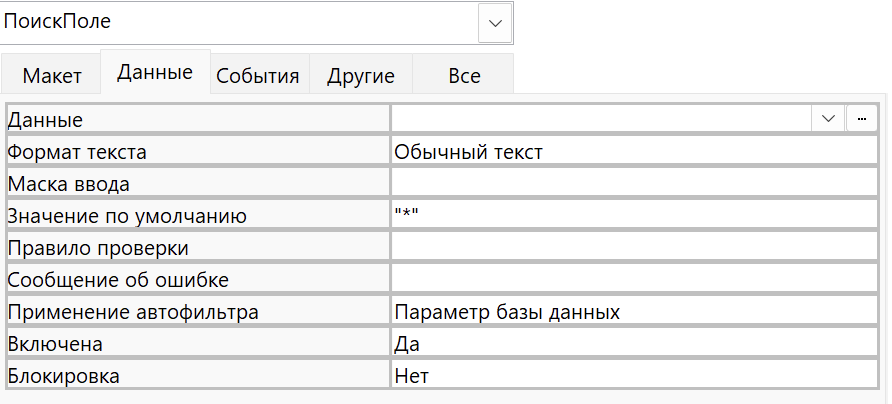 ПоискПоле
Макет Данные События Другие Все
Данные
Формат текста Обычный текст
Маска ввода
Значение по умолчанию "*"
Правило проверки
Сообщение об ошибке
Применение автофильтра Параметр базы данных
Включена Да
Блокировка Нет